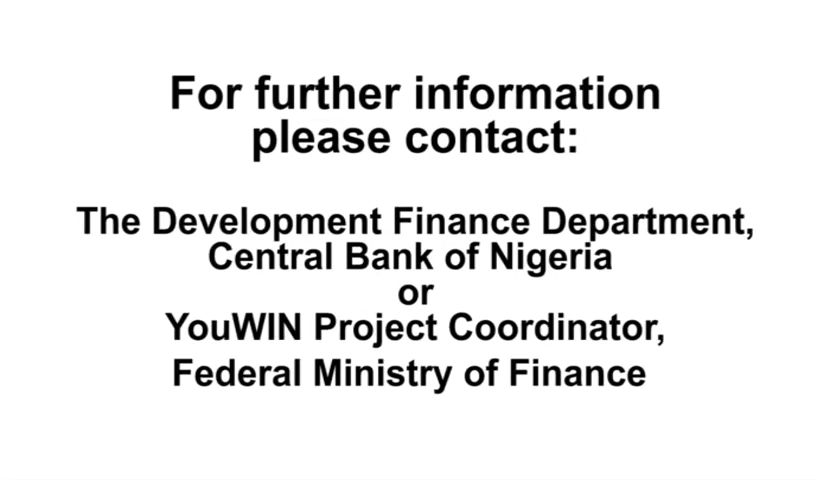 For further information
please contact:
The Development Finance Department,
Central Bank of Nigeria
or
YouWIN Project Coordinator,
Federal Ministry of Finance